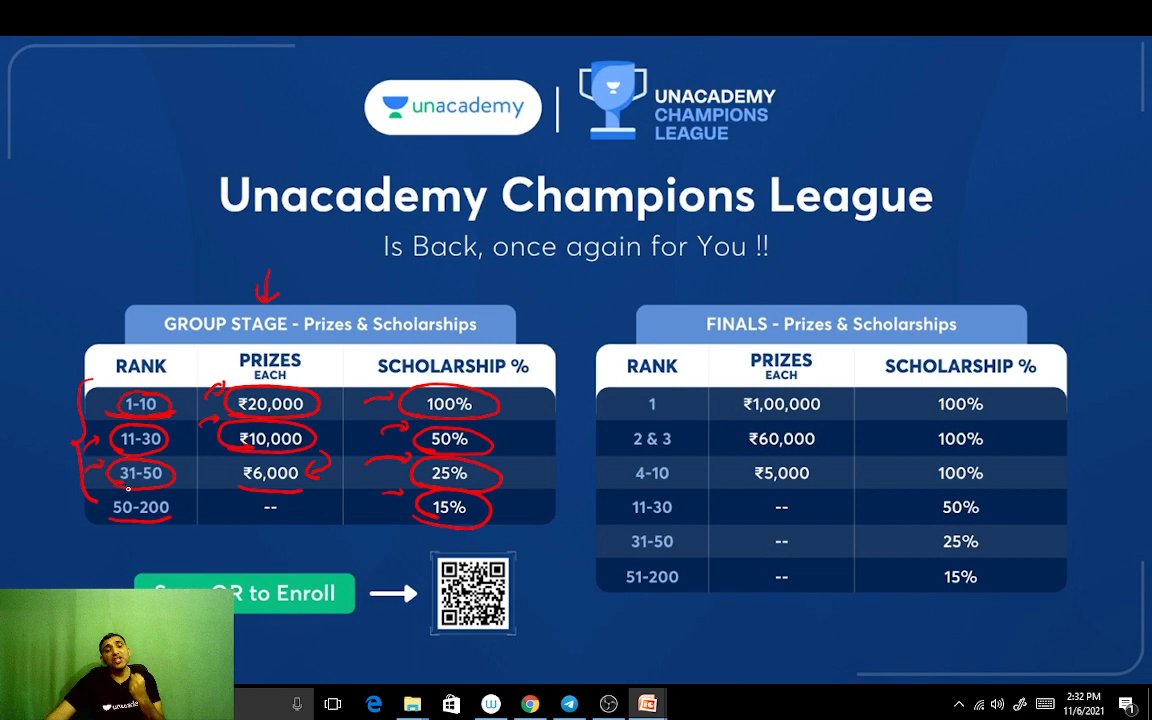 unacademy
UNACADEMY
CHAMPIONS
LEAGUE
Unacademy Champions League
Is Back, once again for You !!
GROUP STAGE - Prizes & Scholarships
RANK PRIZES EACH SCHOLARSHIP %
1-10 ₹20,000 100%
11-30 ₹10,000 50%
31-50 ₹6,000 25%
50-200 -- 15%
FINALS - Prizes & Scholarships
RANK PRIZES EACH SCHOLARSHIP %
1 ₹1,00,000 100%
2 & 3 ₹60,000 100%
4-10 ₹5,000 100%
11-30 -- 50%
31-50 -- 25%
51-200 -- 15%
to Enroll
2:32 PM
11/6/2021